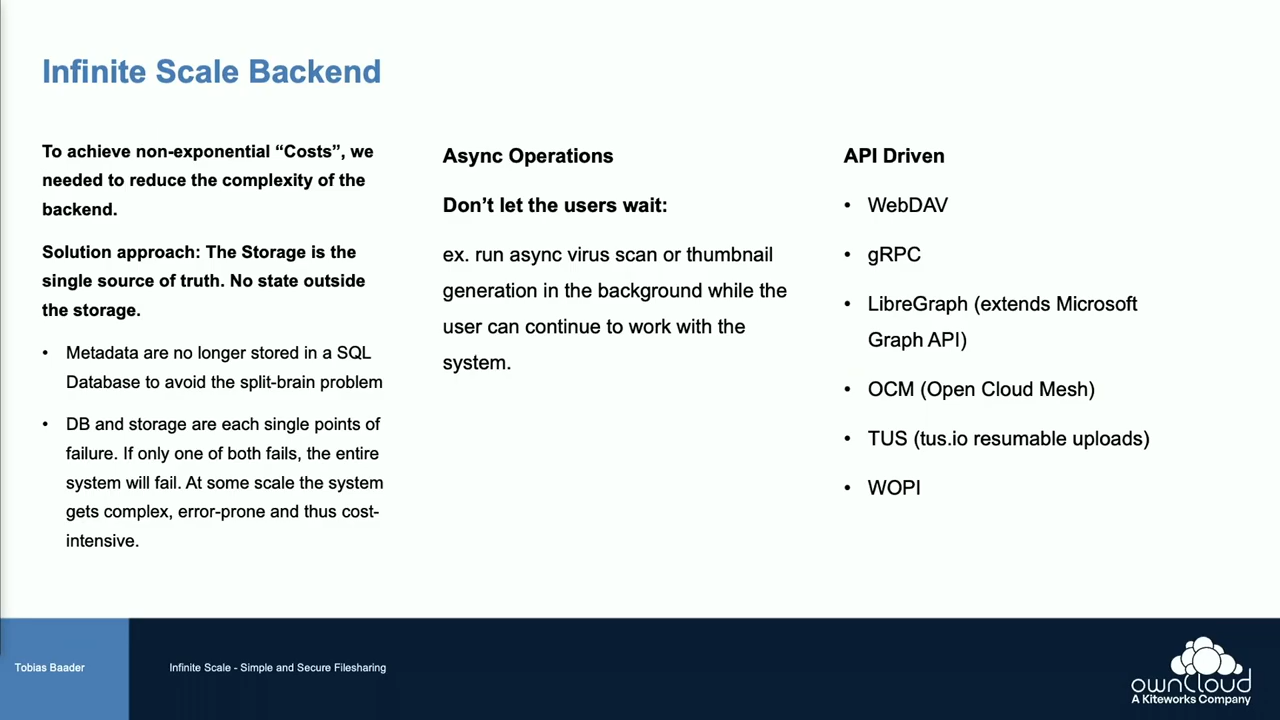 Infinite Scale Backend
To achieve non-exponential “Costs”, we
needed to reduce the complexity of the
backend.
Solution approach: The Storage is the
single source of truth. No state outside
the storage.
• Metadata are no longer stored in a SQL
Database to avoid the split-brain problem
• DB and storage are each single points of
failure. If only one of both fails, the entire
system will fail. At some scale the system
gets complex, error-prone and thus cost-
intensive.
Async Operations
Don’t let the users wait:
ex. run async virus scan or thumbnail
generation in the background while the
user can continue to work with the
system.
API Driven
• WebDAV
• gRPC
• LibreGraph (extends Microsoft
Graph API)
• OCM (Open Cloud Mesh)
• TUS (tus.io resumable uploads)
• WOPI
Tobias Baader
Infinite Scale - Simple and Secure Filesharing
ownCloud
A Kiteworks Company